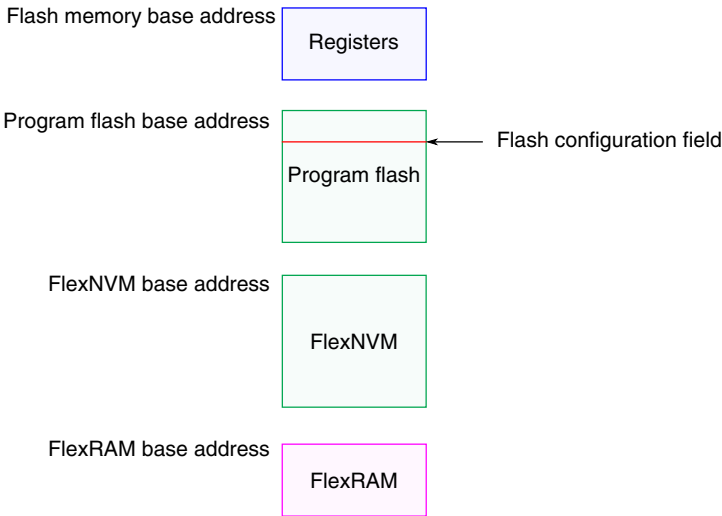 Flash memory base address
Registers
Program flash base address
Flash configuration field
Program flash
FlexNVM base address
FlexNVM
FlexRAM base address
FlexRAM